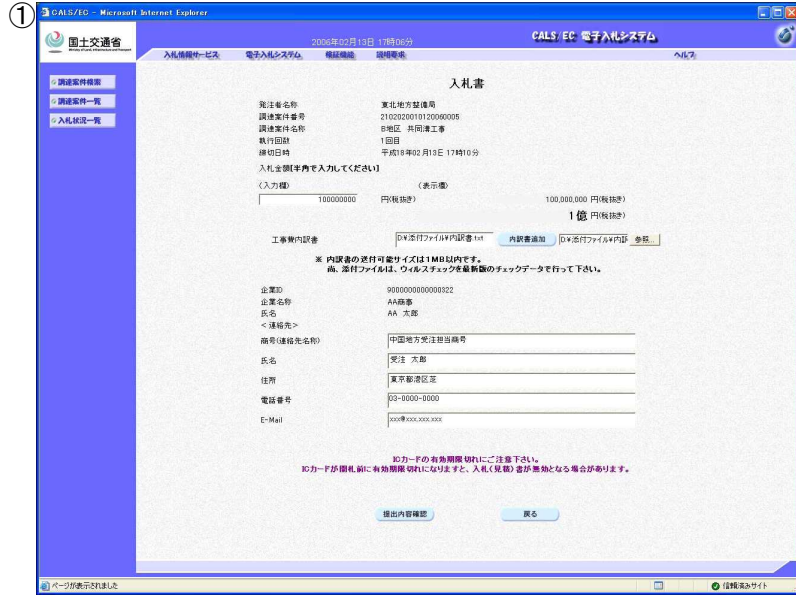 ①
CALS/EC - Microsoft Internet Explorer
国土交通省
2006年02月13日 17時06分
CALS/EC 電子入札システム
入札情報サービス 電子入札システム 検証機能 説明要求 ヘルプ
調達案件検索
調達案件一覧
入札状況一覧
入札書
発注者名称 東北地方整備局
調達案件番号 2102020010120060005
調達案件名称 B地区 共同溝工事
執行回数 1回目
締切日時 平成18年02月13日 17時10分
入札金額[半角で入力してください]
(入力欄) (表示欄)
100000000 円(税抜き) 100,000,000 円(税抜き)
1億 円(税抜き)
工事費内訳書 D:¥添付ファイル¥内訳書.txt 内訳書追加 D:¥添付ファイル¥内訳 参照...
※ 内訳書の送付可能サイズは1MB以内です。
尚、添付ファイルは、ウィルスチェックを最新版のチェックデータで行って下さい。
企業ID 9000000000000322
企業名称 AA商事
氏名 AA 太郎
<連絡先>
商号(連絡先名称) 中国地方受注担当商号
氏名 受注 太郎
住所 東京都港区芝
電話番号 03-0000-0000
E-Mail xxx@xxx.xxx.xxx
ICカードの有効期限切れにご注意下さい。
ICカードが開札前に有効期限切れになりますと、入札(見積)書が無効となる場合があります。
提出内容確認 戻る
ページが表示されました 信頼済みサイト